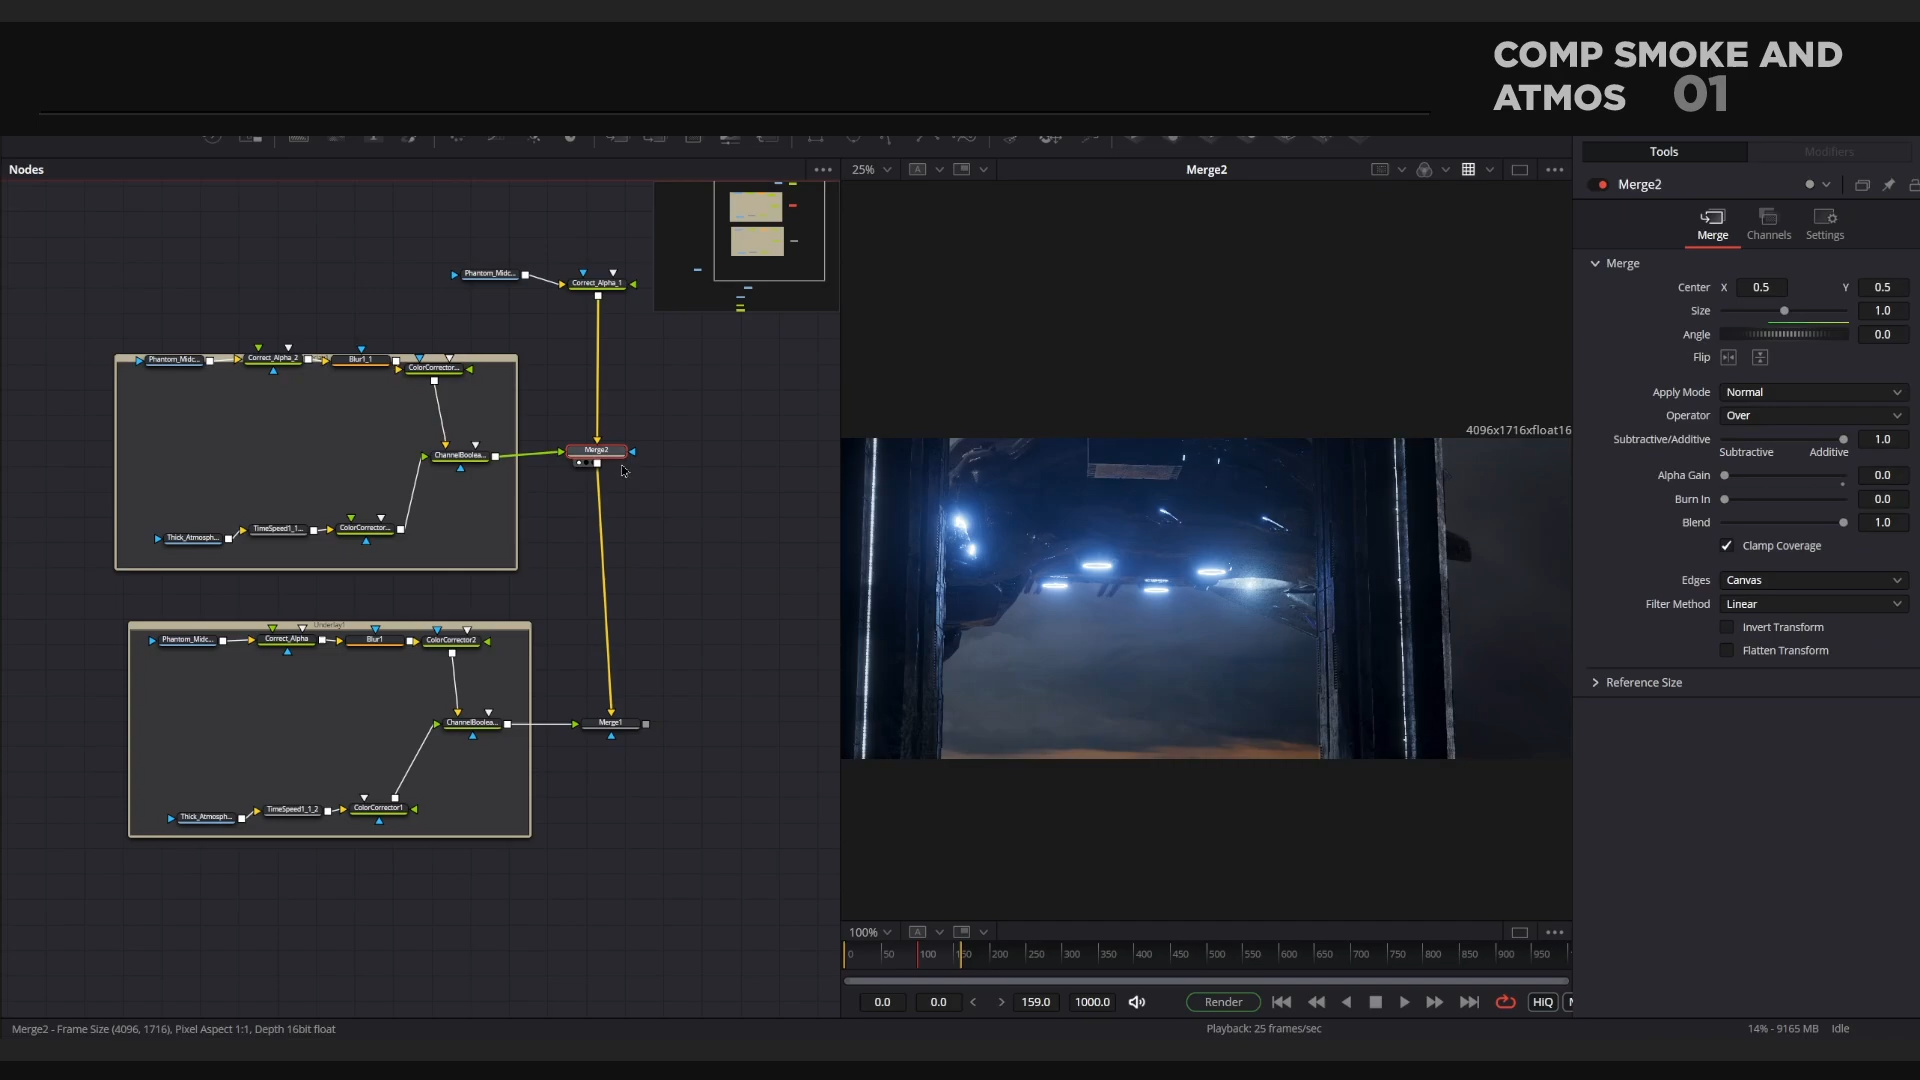 COMP SMOKE AND
ATMOS 01
Tools
Modifiers
Nodes
25%
A
Merge2
Merge2
Merge
Channels
Settings
Merge
Center X 0.5 Y 0.5
Size 1.0
Angle 0.0
Flip
Apply Mode Normal
Operator Over
Subtractive/Additive 1.0
Subtractive Additive
Alpha Gain 0.0
Burn In 0.0
Blend 1.0
Clamp Coverage
Edges Canvas
Filter Method Linear
Invert Transform
Flatten Transform
Reference Size
Phantom_Midc...
Correct_Alpha_1
Phantom_Midc...
Correct_Alpha_2
Blur1_1
ColorCorrector...
4096x1716xfloat16
ChannelBoolea...
Merge2
Thick_Atmosph...
TimeSpeed1_1...
ColorCorrector...
Underlay1
Phantom_Midc...
Correct_Alpha
Blur1
ColorCorrector2
ChannelBoolea...
Merge1
Thick_Atmosph...
TimeSpeed1_1_2
ColorCorrector1
100%
A
0 50 100 150 200 250 300 350 400 450 500 550 600 650 700 750 800 850 900 950
0.0 0.0 < > 159.0 1000.0 Render HiQ
Merge2 - Frame Size (4096, 1716), Pixel Aspect 1:1, Depth 16bit float
Playback: 25 frames/sec
14% - 9165 MB Idle